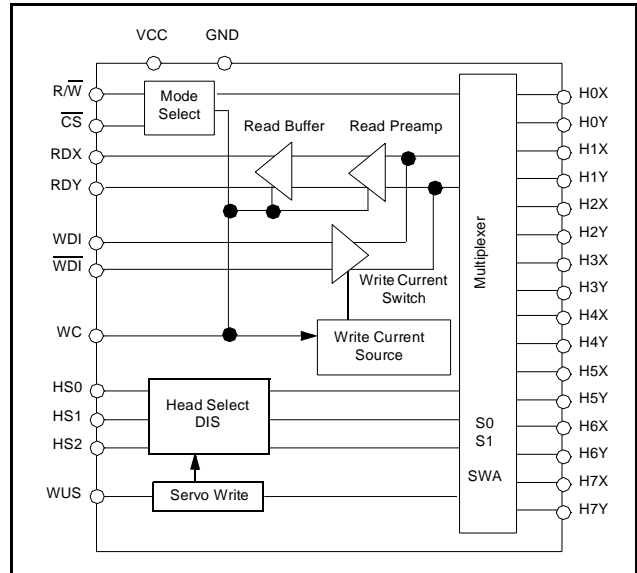 VCC GND
R/W̅
C̅S̅
RDX
RDY
WDI
W̅D̅I̅
WC
HS0
HS1
HS2
WUS
Mode
Select
Read Buffer Read Preamp
Write Current
Switch
Write Current
Source
Head Select
DIS
Servo Write
Multiplexer
S0
S1
SWA
H0X
H0Y
H1X
H1Y
H2X
H2Y
H3X
H3Y
H4X
H4Y
H5X
H5Y
H6X
H6Y
H7X
H7Y